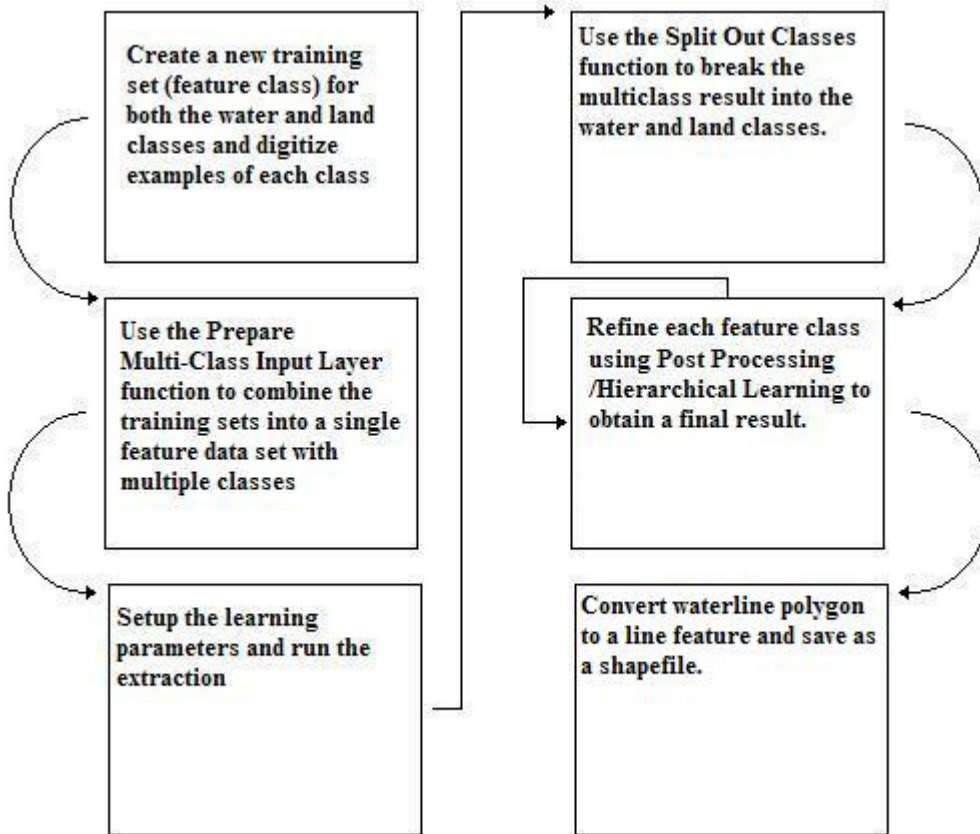 Create a new training
set (feature class) for
both the water and land
classes and digitize
examples of each class
Use the Prepare
Multi-Class Input Layer
function to combine the
training sets into a single
feature data set with
multiple classes
Setup the learning
parameters and run the
extraction
Use the Split Out Classes
function to break the
multiclass result into the
water and land classes.
Refine each feature class
using Post Processing
/Hierarchical Learning to
obtain a final result.
Convert waterline polygon
to a line feature and save as
a shapefile.